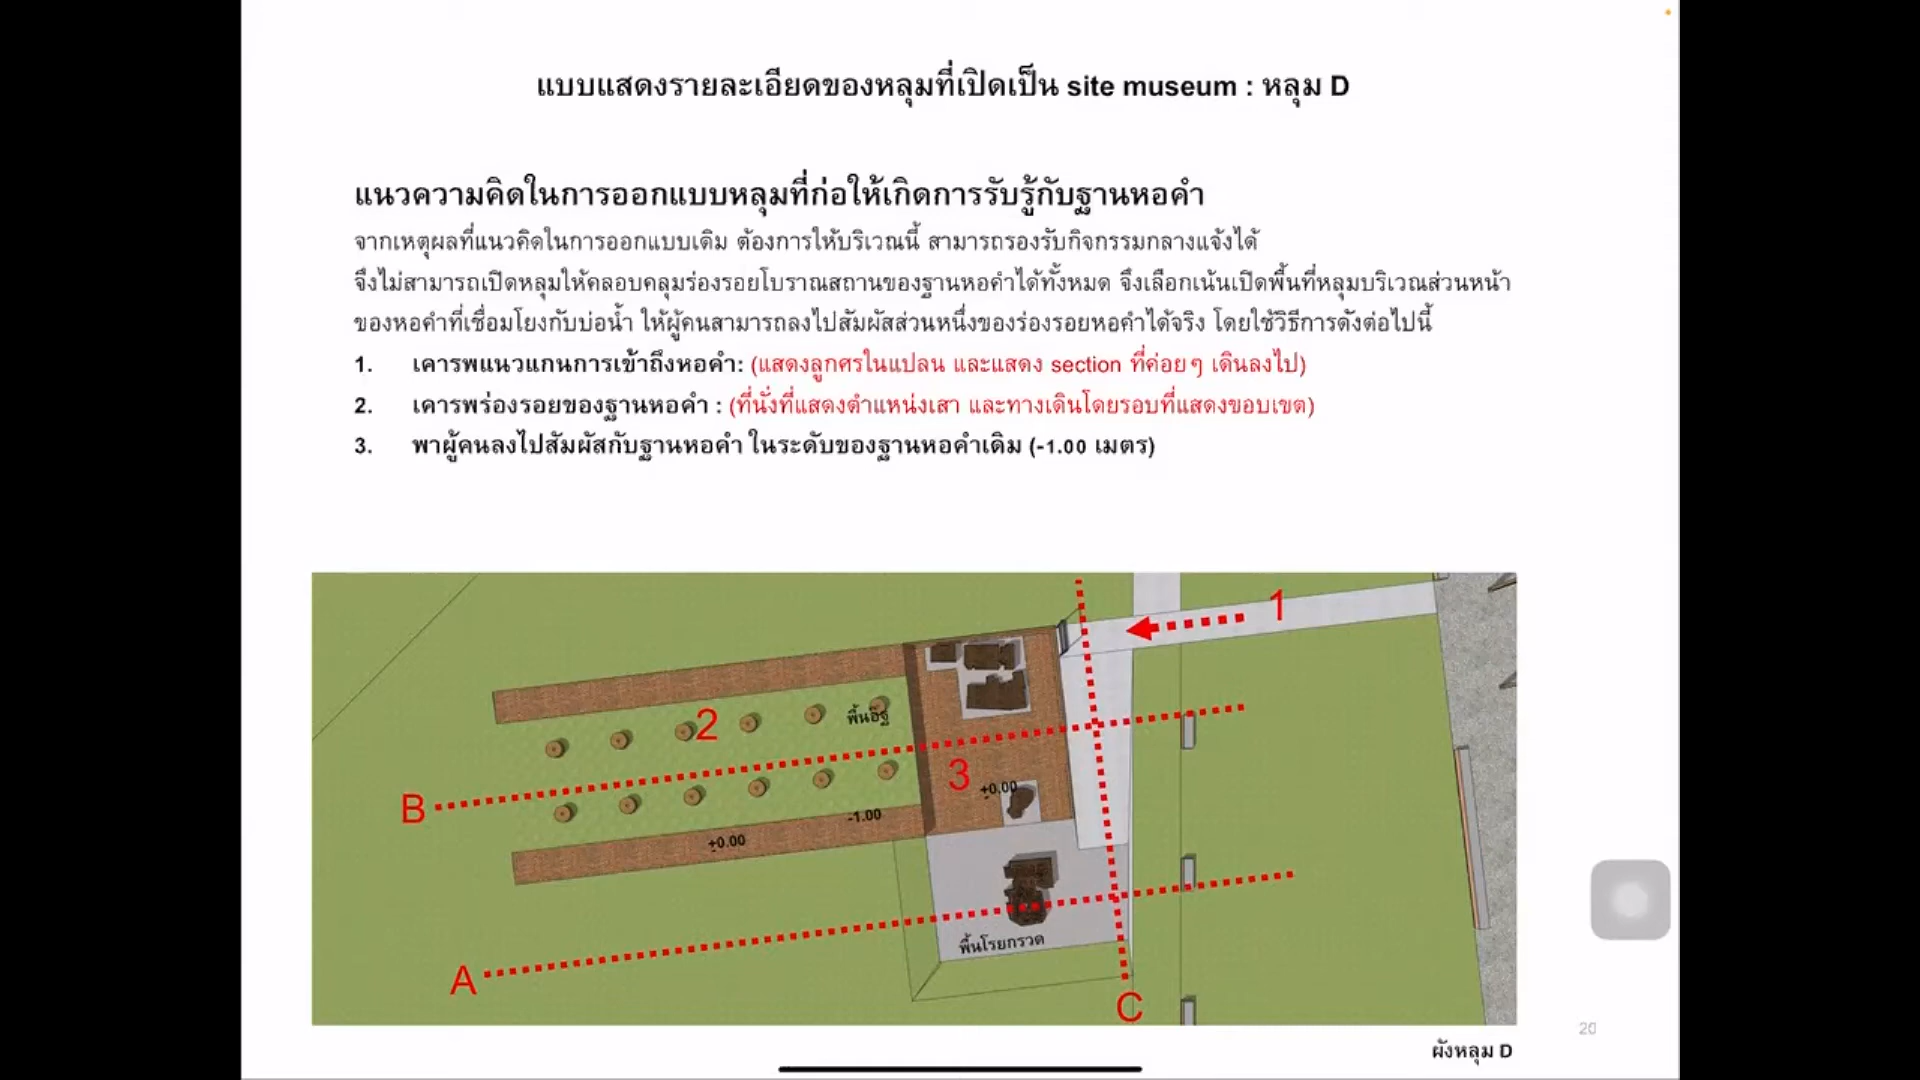 แบบแสดงรายละเอียดของหลุมที่เปิดเป็น site museum : หลุม D
แนวความคิดในการออกแบบหลุมที่ก่อให้เกิดการรับรู้กับฐานหอคำ
จากเหตุผลที่แนวคิดในการออกแบบเดิม ต้องการให้บริเวณนี้ สามารถรองรับกิจกรรมกลางแจ้งได้
จึงไม่สามารถเปิดหลุมให้คลอบคลุมร่องรอยโบราณสถานของฐานหอคำได้ทั้งหมด จึงเลือกเน้นเปิดพื้นที่หลุมบริเวณส่วนหน้า
ของหอคำที่เชื่อมโยงกับบ่อน้ำ ให้ผู้คนสามารถลงไปสัมผัสส่วนหนึ่งของร่องรอยหอคำได้จริง โดยใช้วิธีการดังต่อไปนี้
1. เคารพแนวแกนการเข้าถึงหอคำ: (แสดงลูกศรในแปลน และแสดง section ที่ค่อยๆ เดินลงไป)
2. เคารพร่องรอยของฐานหอคำ : (ที่นั่งที่แสดงตำแหน่งเสา และทางเดินโดยรอบที่แสดงขอบเขต)
3. พาผู้คนลงไปสัมผัสกับฐานหอคำ ในระดับของฐานหอคำเดิม (-1.00 เมตร)
1
2
พื้นอิฐ
3
±0.00
B
-1.00
±0.00
พื้นโรยกรวด
A
C
20
ผังหลุม D